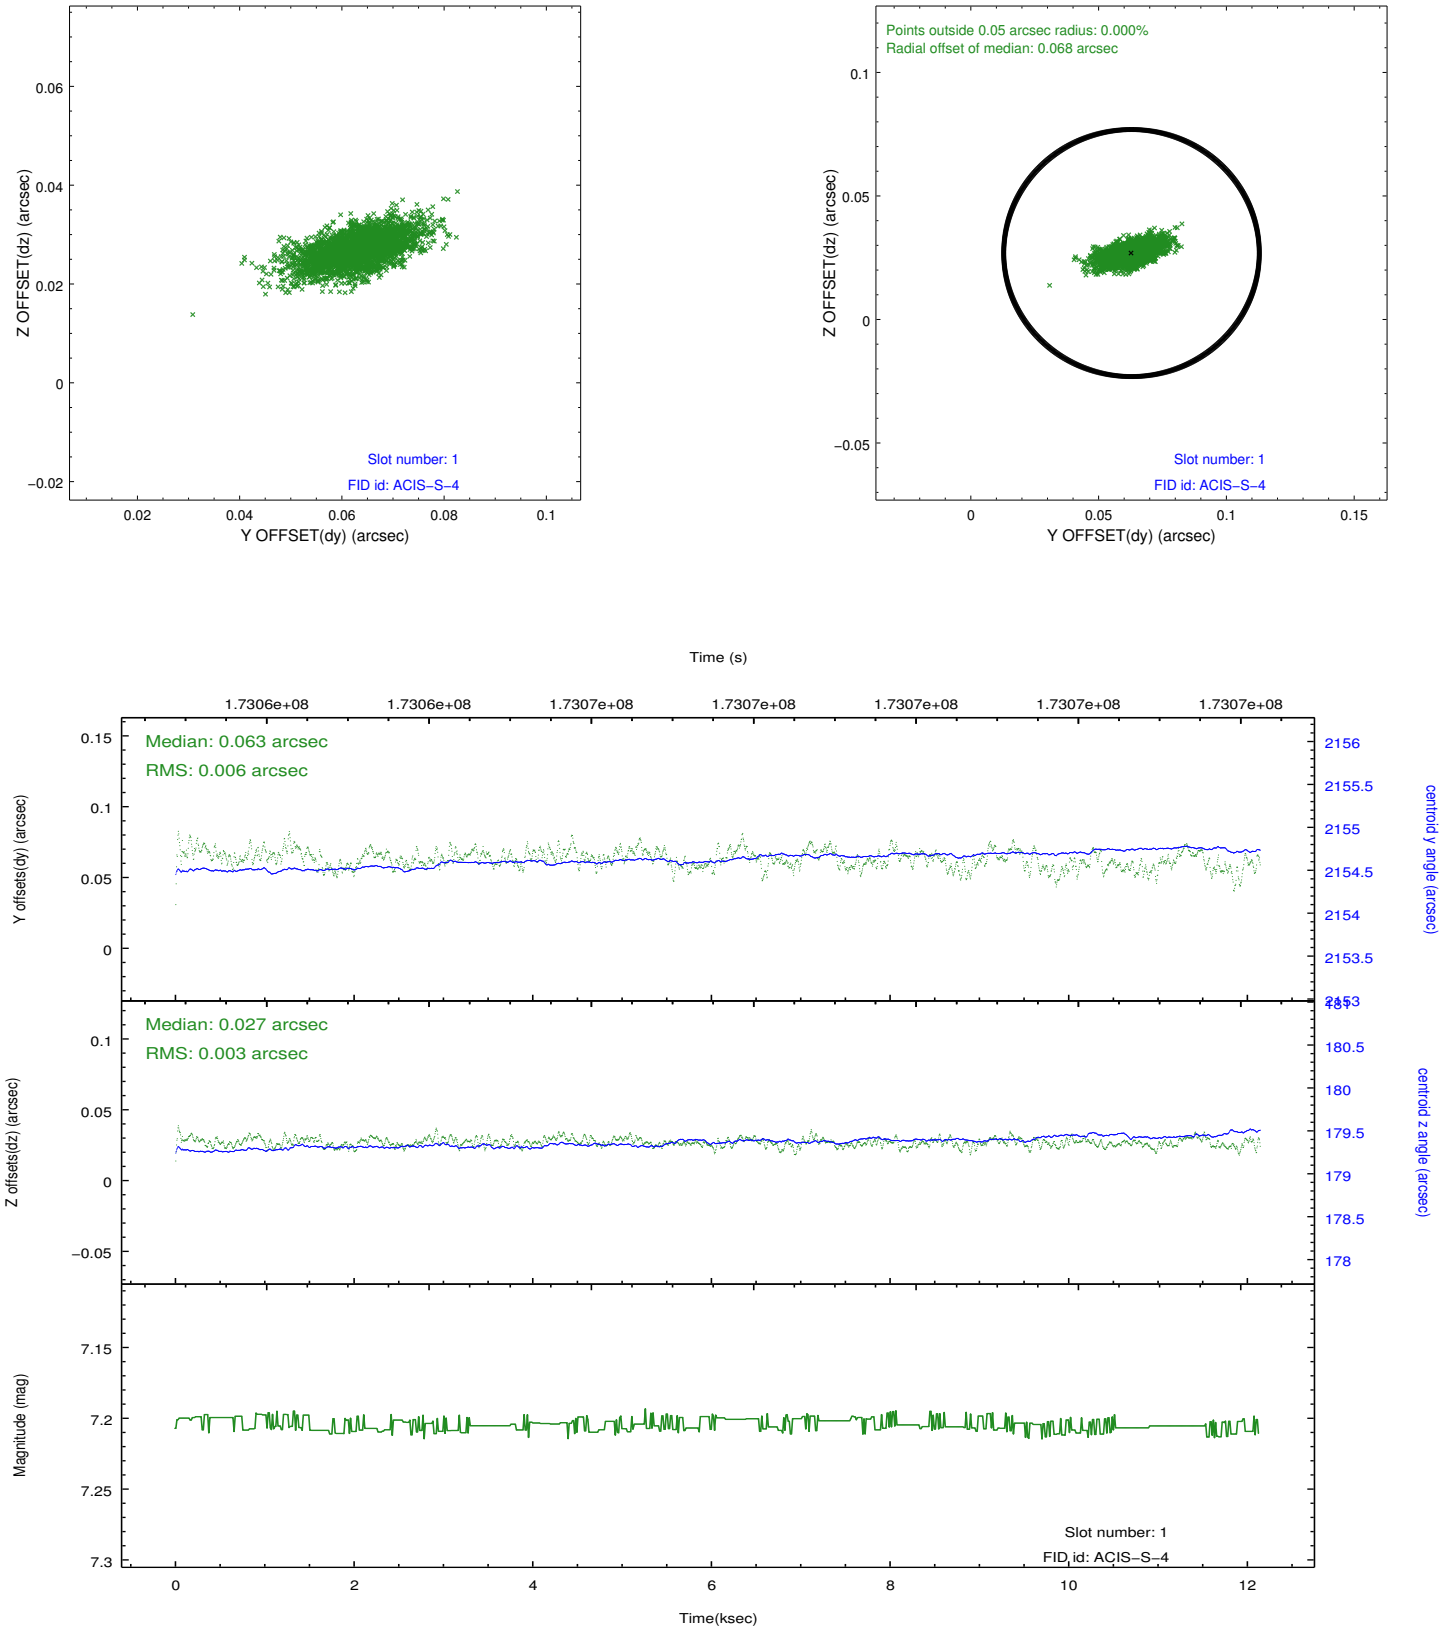 Points outside 0.05 arcsec radius: 0.000%
Radial offset of median: 0.068 arcsec
0.06
0.04
0.02
0
−0.02
Z OFFSET(dz) (arcsec)
Slot number: 1
FID id: ACIS−S−4
0.02 0.04 0.06 0.08 0.1
Y OFFSET(dy) (arcsec)
0.1
0.05
0
−0.05
Z OFFSET(dz) (arcsec)
Slot number: 1
FID id: ACIS−S−4
0 0.05 0.1 0.15
Y OFFSET(dy) (arcsec)
Time (s)
1.7306e+08 1.7306e+08 1.7307e+08 1.7307e+08 1.7307e+08 1.7307e+08 1.7307e+08
Median: 0.063 arcsec
RMS: 0.006 arcsec
0.15
0.1
0.05
0
Y offsets(dy) (arcsec)
2156
2155.5
2155
2154.5
2154
2153.5
2153
centroid y angle (arcsec)
Median: 0.027 arcsec
RMS: 0.003 arcsec
0.1
0.05
0
−0.05
Z offsets(dz) (arcsec)
181
180.5
180
179.5
179
178.5
178
centroid z angle (arcsec)
7.15
7.2
7.25
7.3
Magnitude (mag)
Slot number: 1
FID id: ACIS−S−4
0 2 4 6 8 10 12
Time(ksec)